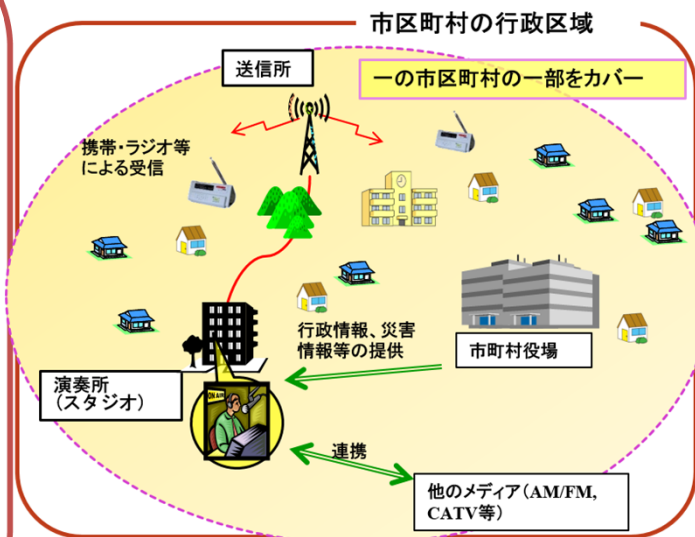 市区町村の行政区域
送信所
一の市区町村の一部をカバー
携帯・ラジオ等
による受信
行政情報、災害
情報等の提供
市町村役場
演奏所
(スタジオ)
ON AIR
連携
他のメディア(AM/FM,
CATV等)